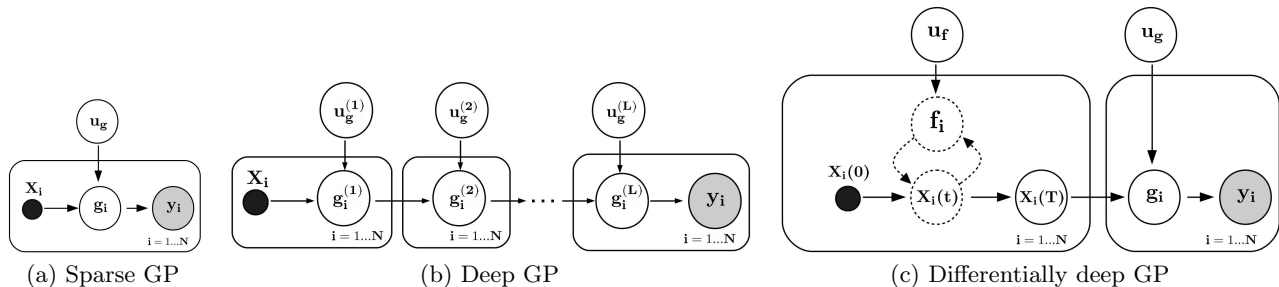 u_g
X_i
g_i
y_i
i = 1...N
(a) Sparse GP
u_g^(1)
u_g^(2)
u_g^(L)
X_i
g_i^(1)
g_i^(2)
· · ·
g_i^(L)
y_i
i = 1...N
i = 1...N
i = 1...N
(b) Deep GP
u_f
u_g
f_i
X_i(0)
X_i(t)
X_i(T)
g_i
y_i
i = 1...N
i = 1...N
(c) Differentially deep GP